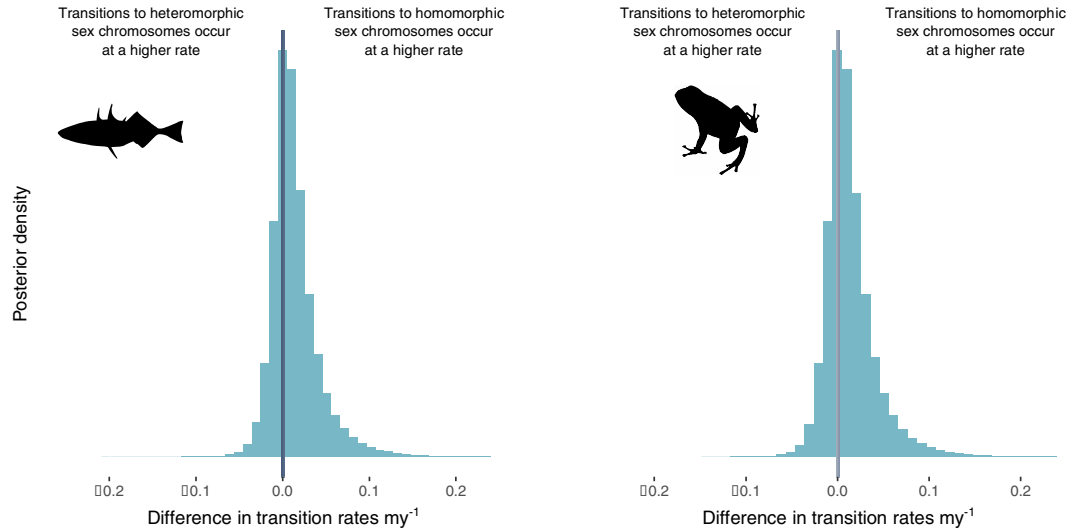 Transitions to heteromorphic
sex chromosomes occur
at a higher rate
Transitions to homomorphic
sex chromosomes occur
at a higher rate
Transitions to heteromorphic
sex chromosomes occur
at a higher rate
Transitions to homomorphic
sex chromosomes occur
at a higher rate
Posterior density
▯0.2 ▯0.1 0.0 0.1 0.2
▯0.2 ▯0.1 0.0 0.1 0.2
Difference in transition rates my⁻¹
Difference in transition rates my⁻¹